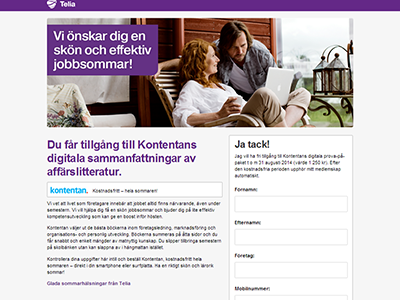 Telia
Vi önskar dig en
skön och effektiv
jobbsommar!
Du får tillgång till Kontentans
digitala sammanfattningar av
affärslitteratur.
kontentan. Kostnadsfritt – hela sommaren!
Vi vet att livet som företagare innebär att jobbet alltid finns närvarande, även under
semestern. Vi vill hjälpa dig få en skön jobbsommar och bjuder dig på lite effektiv
kompetensutveckling som kan ge en boost inför hösten.
Kontentan väljer ut de bästa böckerna inom företagsledning, marknadsföring och
organisations- och personlig utveckling. Böckerna summeras på åtta sidor och du
får snabbt och enkelt mängder av matnyttig kunskap. Du slipper tillbringa semestern
på solbänken utan kan slappna av i hängmattan istället!
Kontrollera dina uppgifter här intill och beställ Kontentan, kostnadsfritt hela
sommaren – direkt i din smartphone eller surfplatta. Ha en riktigt skön och lärorik
sommar!
Glada sommarhälsningar från Telia
Ja tack!
Jag vill ha fri tillgång till Kontentans digitala prova-på-
paket t o m 31 augusti 2014 (värde 1.250 kr). Efter
den kostnadsfria perioden upphör mitt medlemskap
automatiskt.
Förnamn:
Efternamn:
Företag:
Mobilnummer: